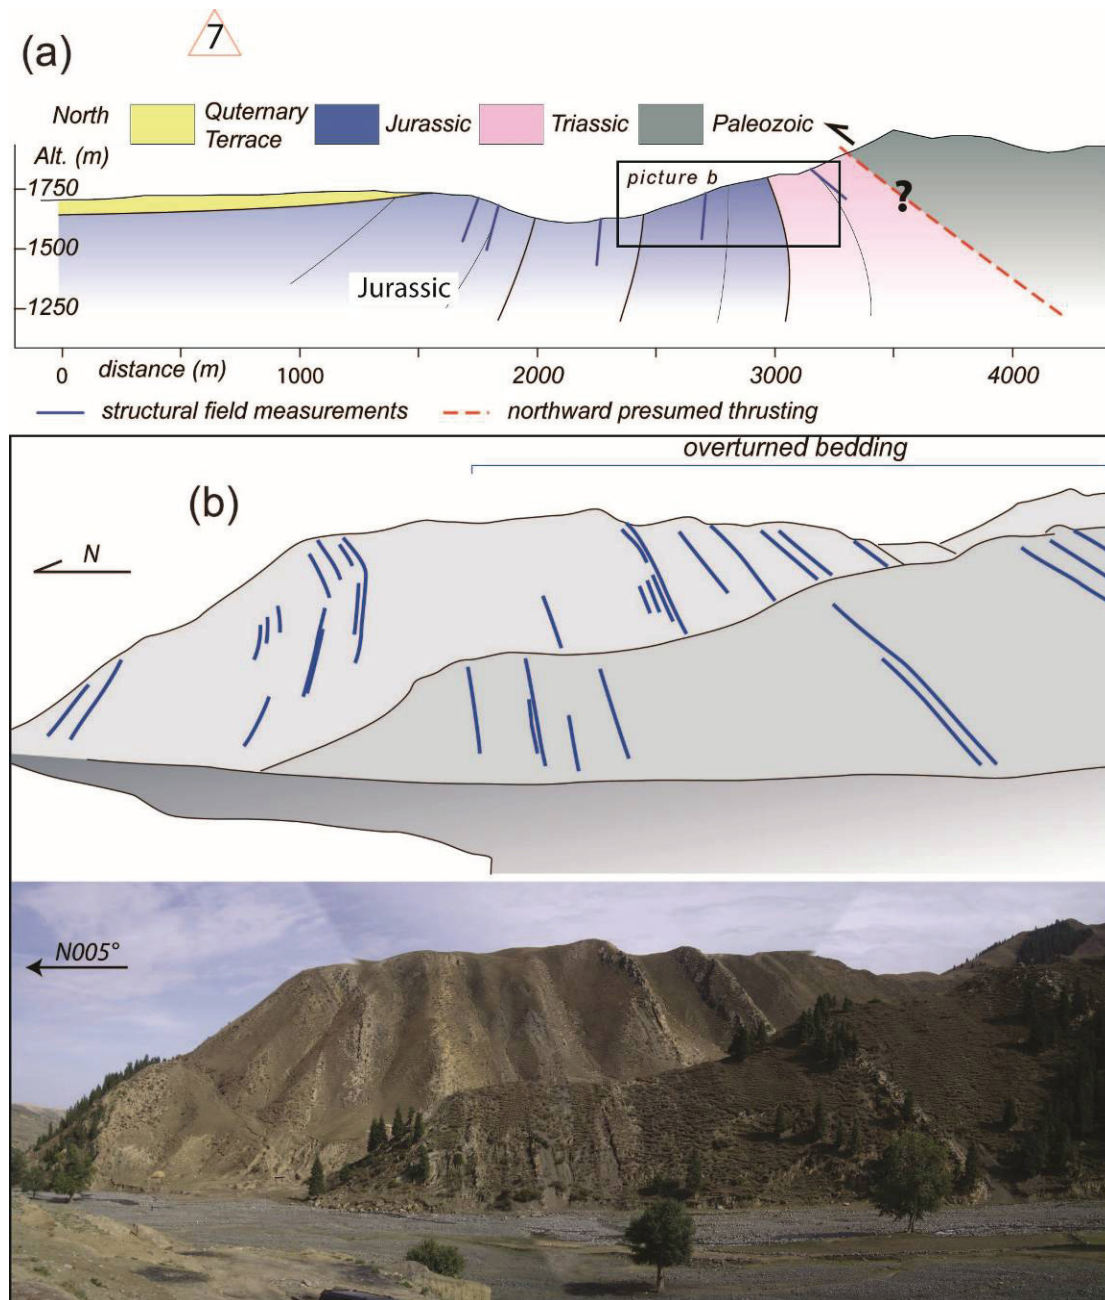 (a)
7
North
Quternary
Terrace
Jurassic
Triassic
Paleozoic
Alt. (m)
1750
1500
1250
picture b
?
Jurassic
0
distance (m)
1000
2000
3000
4000
structural field measurements
northward presumed thrusting
overturned bedding
(b)
N
N005°